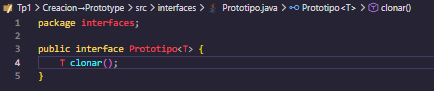 Tp1 > Creacion→Prototype > src > interfaces > Prototipo.java > Prototipo<T> > clonar()
1 package interfaces;
2
3 public interface Prototipo<T> {
4 T clonar();
5 }